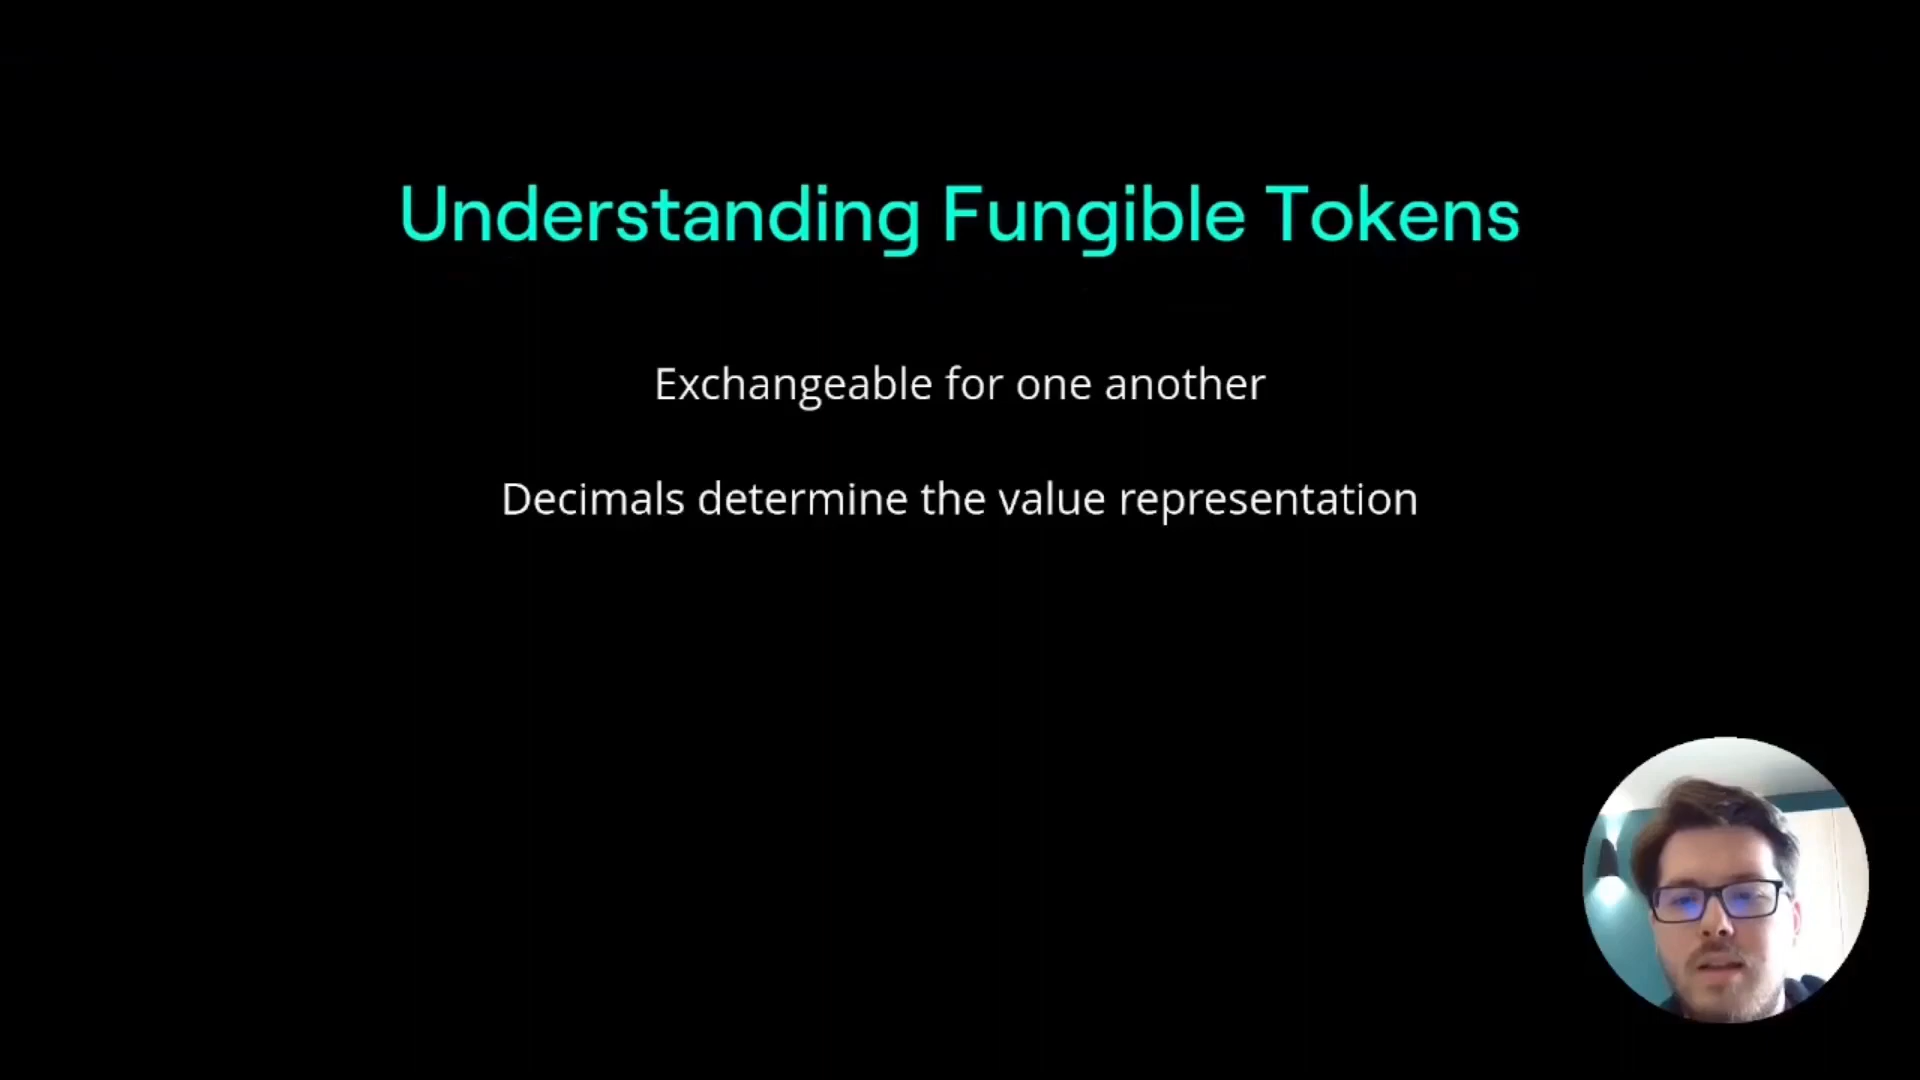 Understanding Fungible Tokens
Exchangeable for one another
Decimals determine the value representation